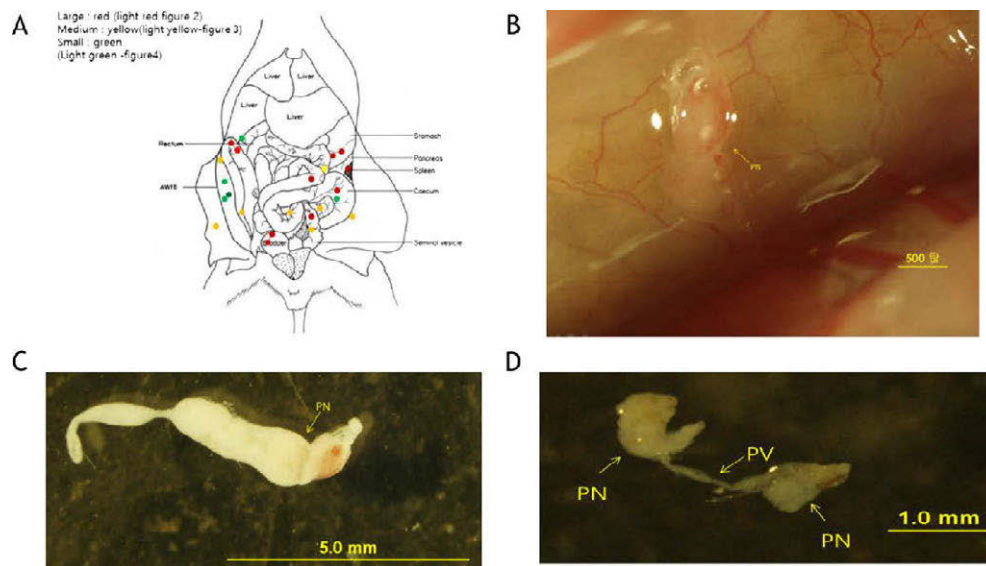 A
Large : red (light red figure 2)
Medium : yellow(light yellow-figure 3)
Small : green
(Light green -figure4)
Liver
Liver
Liver
Liver
Rectum
AWfB
Bladder
Stomach
Pancreas
Spleen
Caecum
Seminal vesicle
B
PN
500 μm
C
PN
5.0 mm
D
PN
PV
PN
1.0 mm